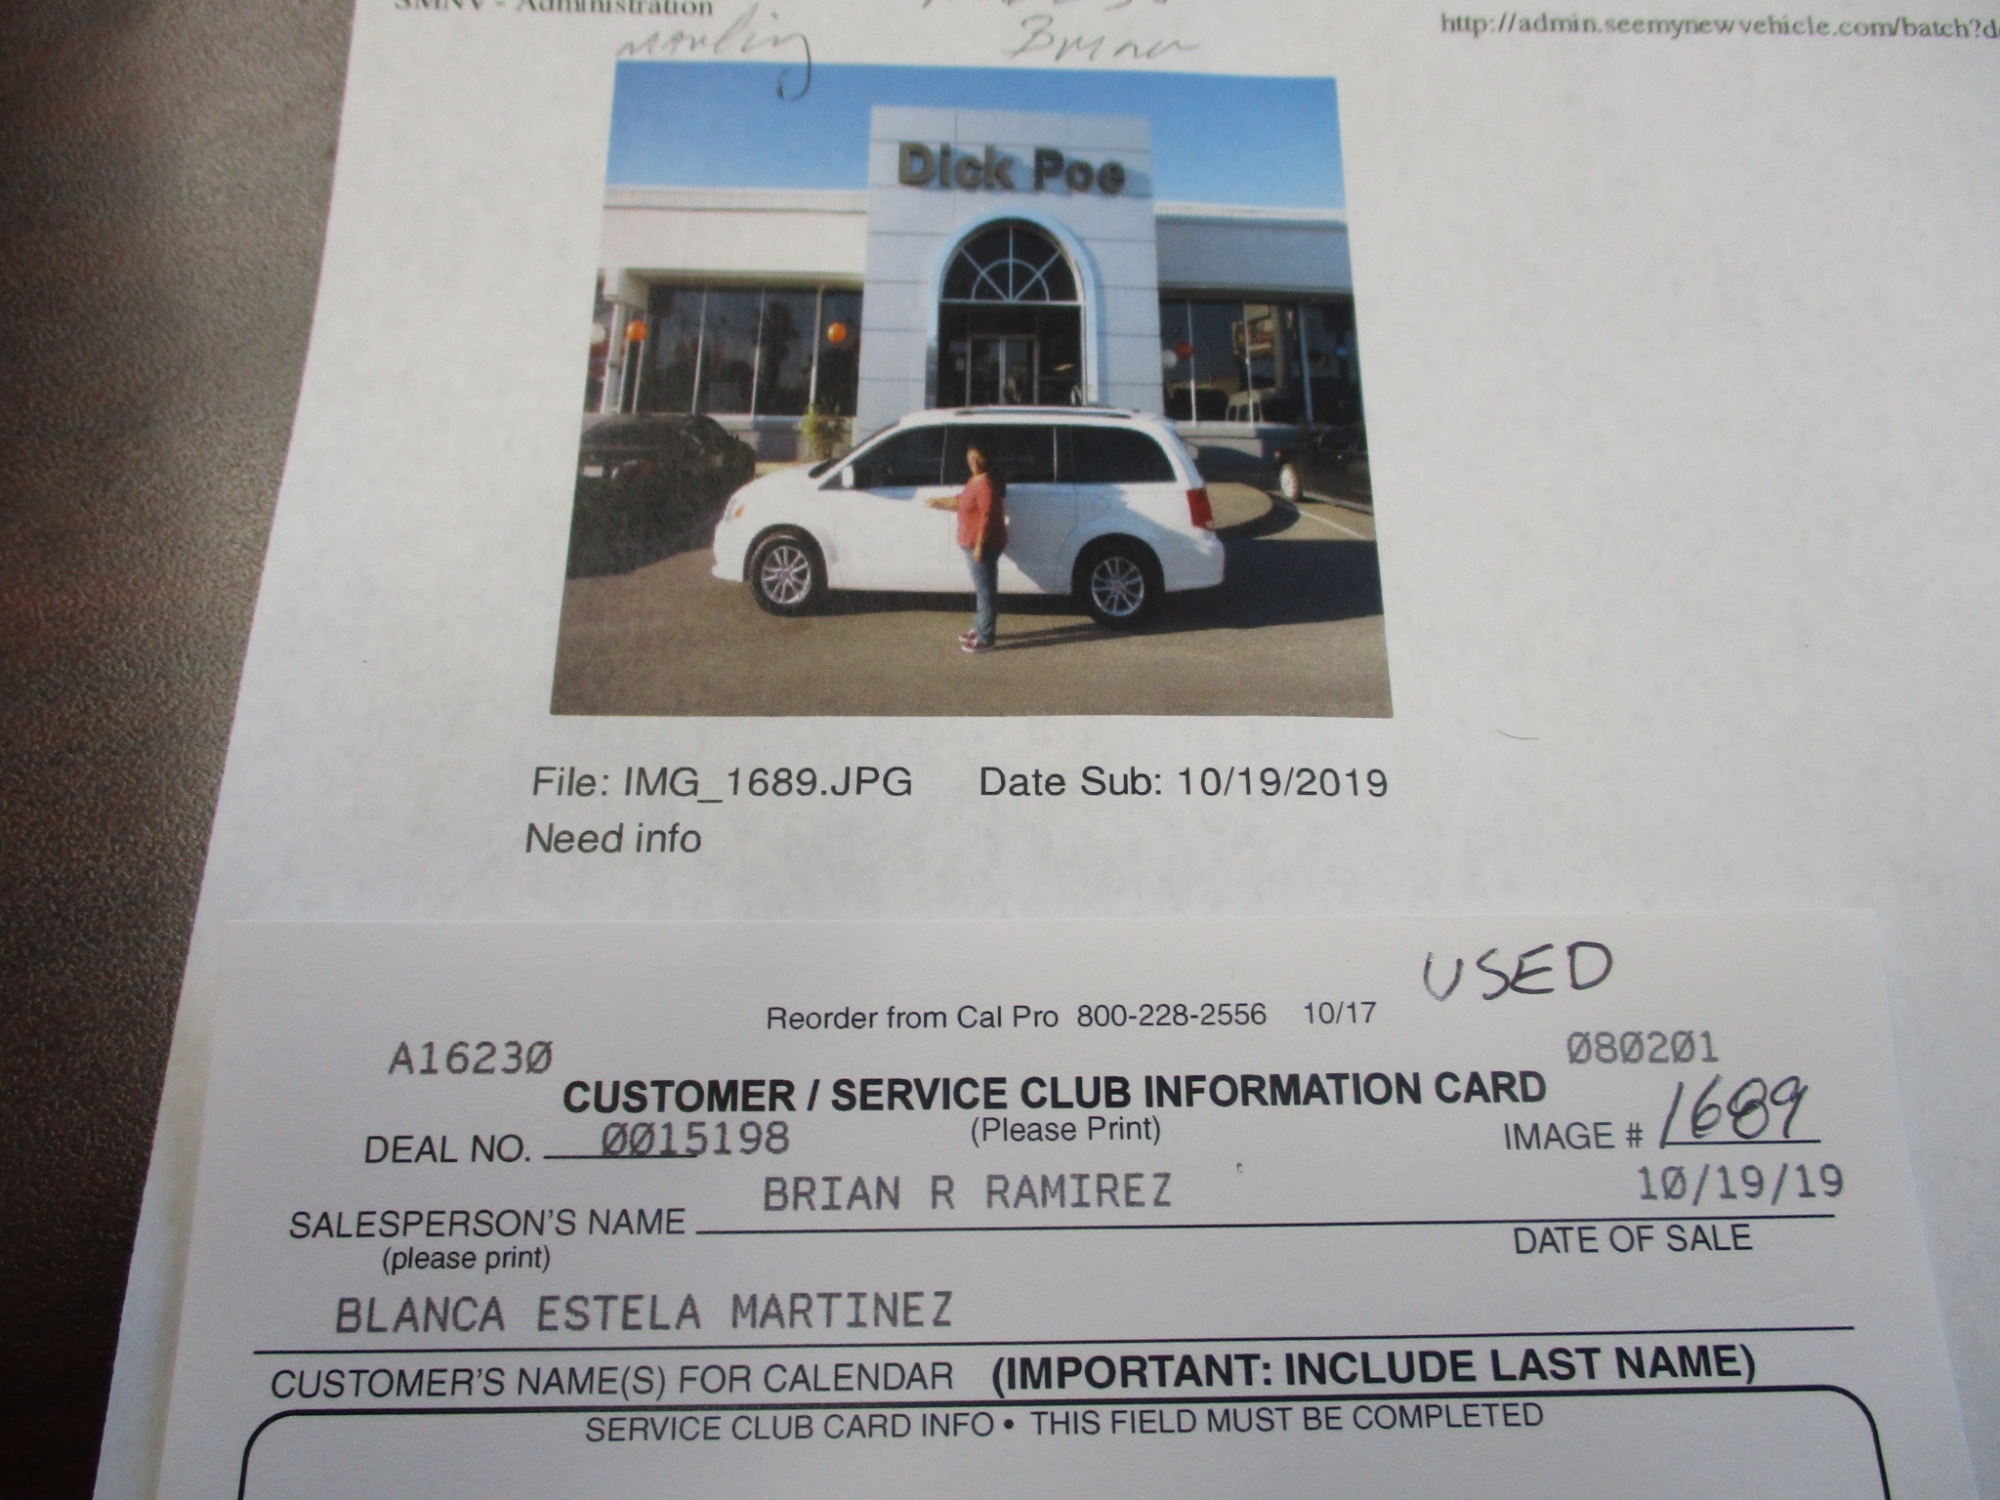 SMNV - Administration
http://admin.seemynewvehicle.com/batch?d
Dick Poe
File: IMG_1689.JPG Date Sub: 10/19/2019
Need info
USED
Reorder from Cal Pro 800-228-2556 10/17
A16230 080201
CUSTOMER / SERVICE CLUB INFORMATION CARD
(Please Print)
DEAL NO. 0015198 IMAGE # 1689
BRIAN R RAMIREZ 10/19/19
SALESPERSON'S NAME DATE OF SALE
(please print)
BLANCA ESTELA MARTINEZ
CUSTOMER'S NAME(S) FOR CALENDAR (IMPORTANT: INCLUDE LAST NAME)
SERVICE CLUB CARD INFO • THIS FIELD MUST BE COMPLETED